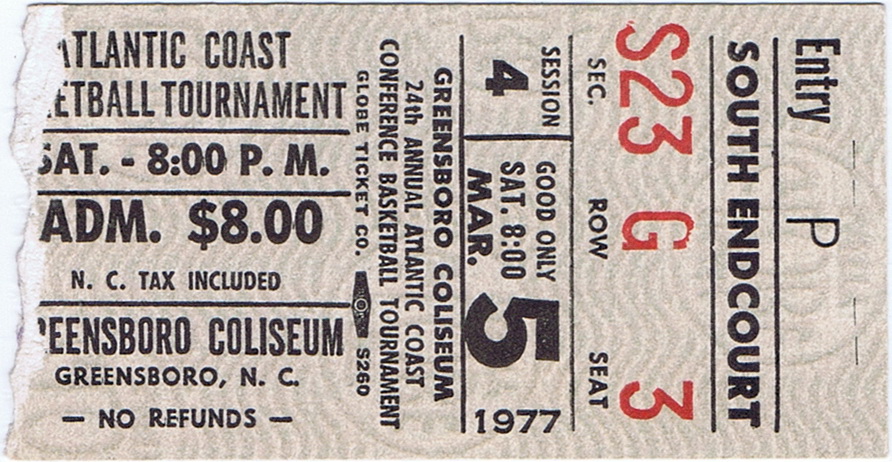 ATLANTIC COAST
ETBALL TOURNAMENT
SAT. - 8:00 P. M.
ADM. $8.00
N. C. TAX INCLUDED
REENSBORO COLISEUM
GREENSBORO, N. C.
— NO REFUNDS —
GLOBE TICKET CO. S260
GREENSBORO COLISEUM
24th ANNUAL ATLANTIC COAST
CONFERENCE BASKETBALL TOURNAMENT
SESSION
4
GOOD ONLY
SAT. 8:00
MAR. 5
1977
S23 G 3
SEC. ROW SEAT
SOUTH ENDCOURT
Entry P